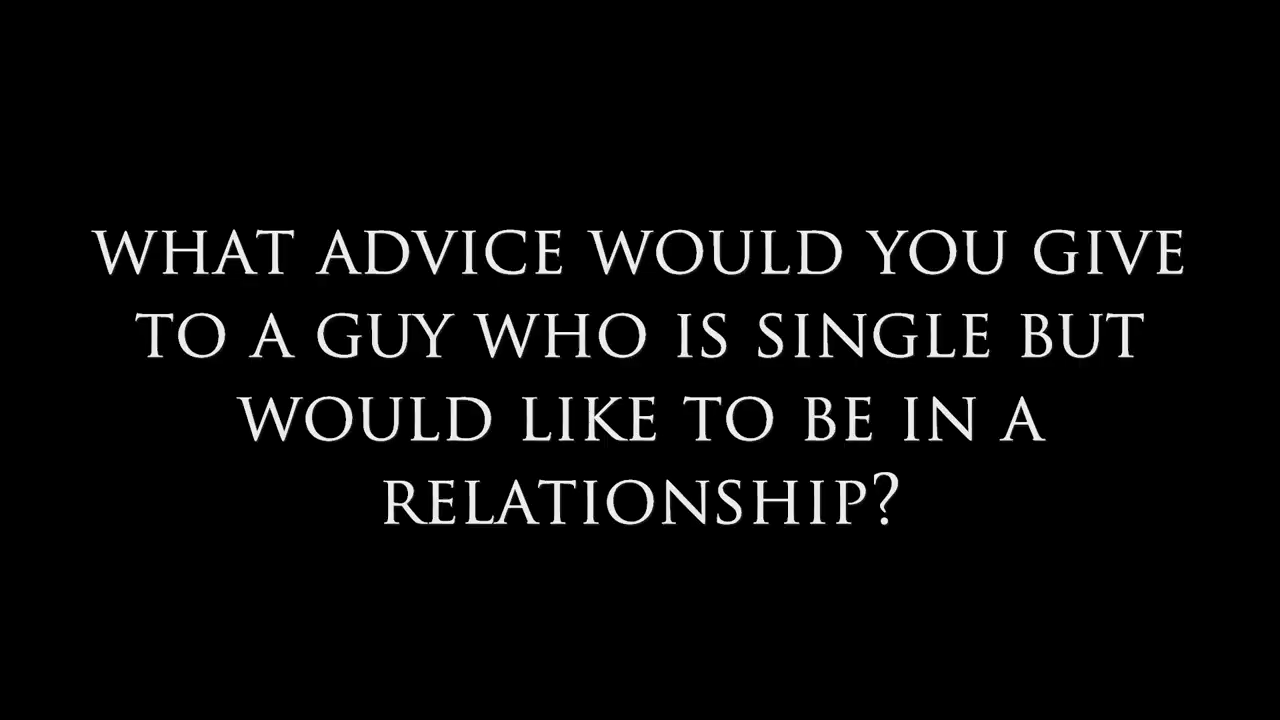 WHAT ADVICE WOULD YOU GIVE
TO A GUY WHO IS SINGLE BUT
WOULD LIKE TO BE IN A
RELATIONSHIP?